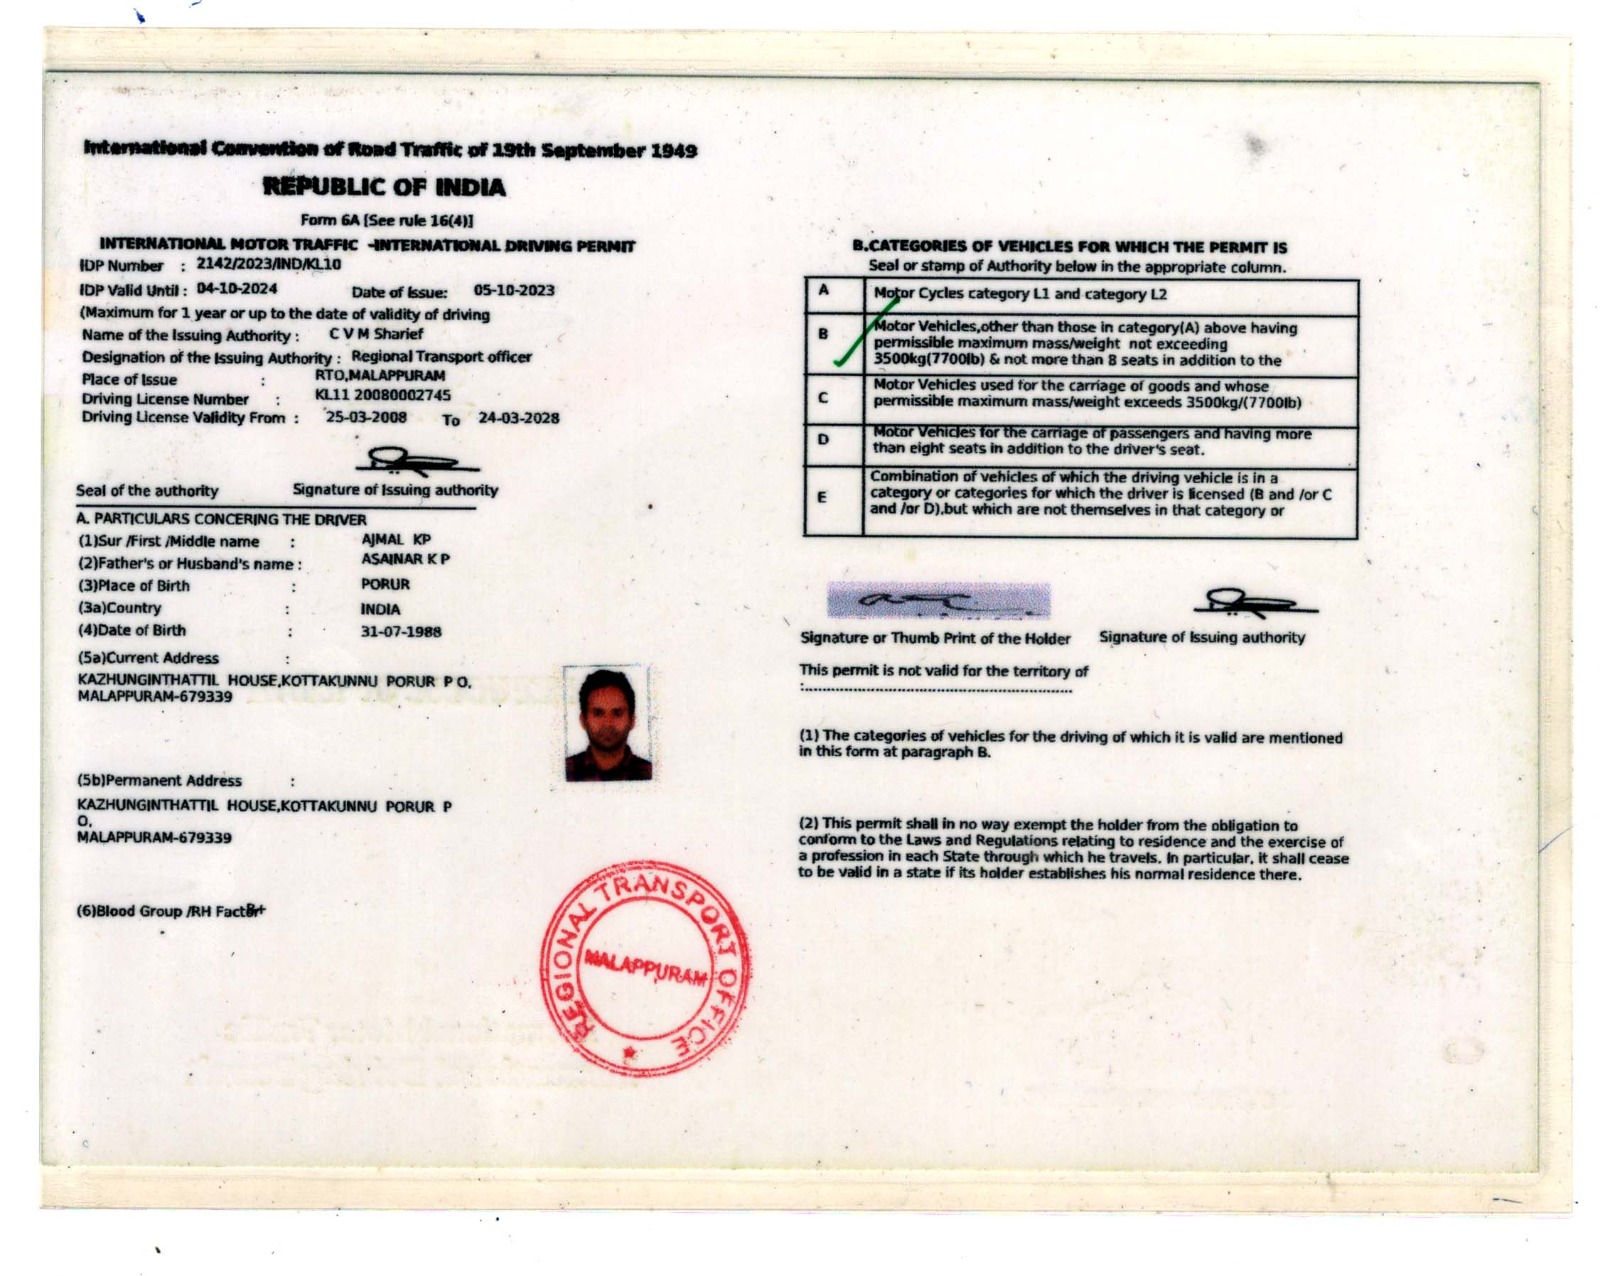 International Convention of Road Traffic of 19th September 1949
REPUBLIC OF INDIA
Form 6A [See rule 16(4)]
INTERNATIONAL MOTOR TRAFFIC -INTERNATIONAL DRIVING PERMIT
IDP Number : 2142/2023/IND/KL10
IDP Valid Until : 04-10-2024 Date of Issue: 05-10-2023
(Maximum for 1 year or up to the date of validity of driving
Name of the Issuing Authority : C V M Sharief
Designation of the Issuing Authority : Regional Transport officer
Place of Issue : RTO,MALAPPURAM
Driving License Number : KL11 20080002745
Driving License Validity From : 25-03-2008 To 24-03-2028
Seal of the authority Signature of Issuing authority
A. PARTICULARS CONCERING THE DRIVER
(1)Sur /First /Middle name : AJMAL KP
(2)Father's or Husband's name : ASAINAR K P
(3)Place of Birth : PORUR
(3a)Country : INDIA
(4)Date of Birth : 31-07-1988
(5a)Current Address :
KAZHUNGINTHATTIL HOUSE,KOTTAKUNNU PORUR P O,
MALAPPURAM-679339
(5b)Permanent Address :
KAZHUNGINTHATTIL HOUSE,KOTTAKUNNU PORUR P
O,
MALAPPURAM-679339
(6)Blood Group /RH Factor B+
REGIONAL TRANSPORT OFFICE
MALAPPURAM
B.CATEGORIES OF VEHICLES FOR WHICH THE PERMIT IS
Seal or stamp of Authority below in the appropriate column.
A Motor Cycles category L1 and category L2
B Motor Vehicles,other than those in category(A) above having
permissible maximum mass/weight not exceeding
3500kg(7700lb) & not more than 8 seats in addition to the
C Motor Vehicles used for the carriage of goods and whose
permissible maximum mass/weight exceeds 3500kg/(7700lb)
D Motor Vehicles for the carriage of passengers and having more
than eight seats in addition to the driver's seat.
E Combination of vehicles of which the driving vehicle is in a
category or categories for which the driver is licensed (B and /or C
and /or D),but which are not themselves in that category or
Signature or Thumb Print of the Holder Signature of Issuing authority
This permit is not valid for the territory of
:......................................................................
(1) The categories of vehicles for the driving of which it is valid are mentioned
in this form at paragraph B.
(2) This permit shall in no way exempt the holder from the obligation to
conform to the Laws and Regulations relating to residence and the exercise of
a profession in each State through which he travels. In particular, it shall cease
to be valid in a state if its holder establishes his normal residence there.